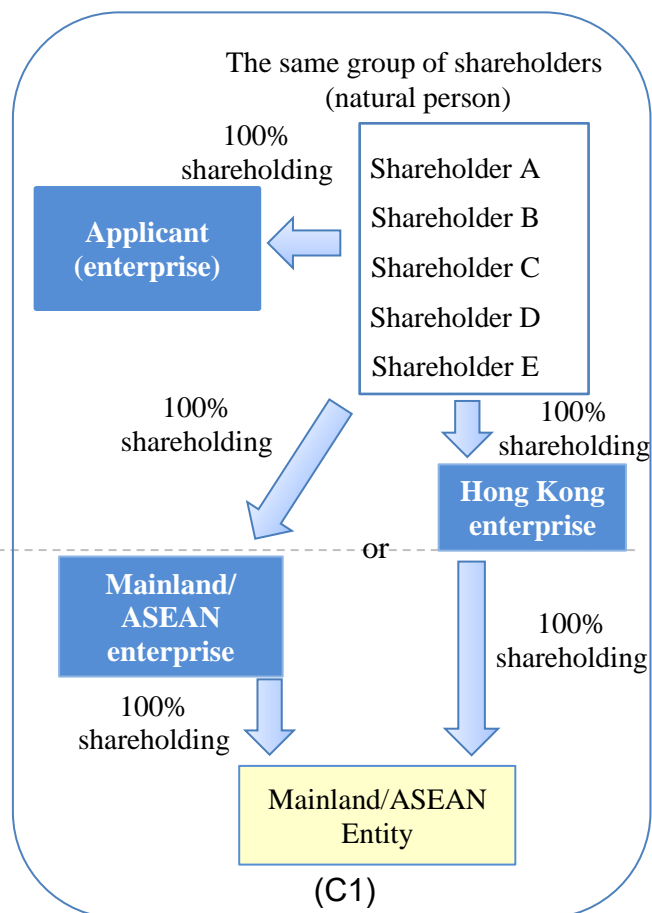 The same group of shareholders
(natural person)
100%
shareholding
Applicant
(enterprise)
Shareholder A
Shareholder B
Shareholder C
Shareholder D
Shareholder E
100%
shareholding
100%
shareholding
Hong Kong
enterprise
or
Mainland/
ASEAN
enterprise
100%
shareholding
100%
shareholding
Mainland/ASEAN
Entity
(C1)